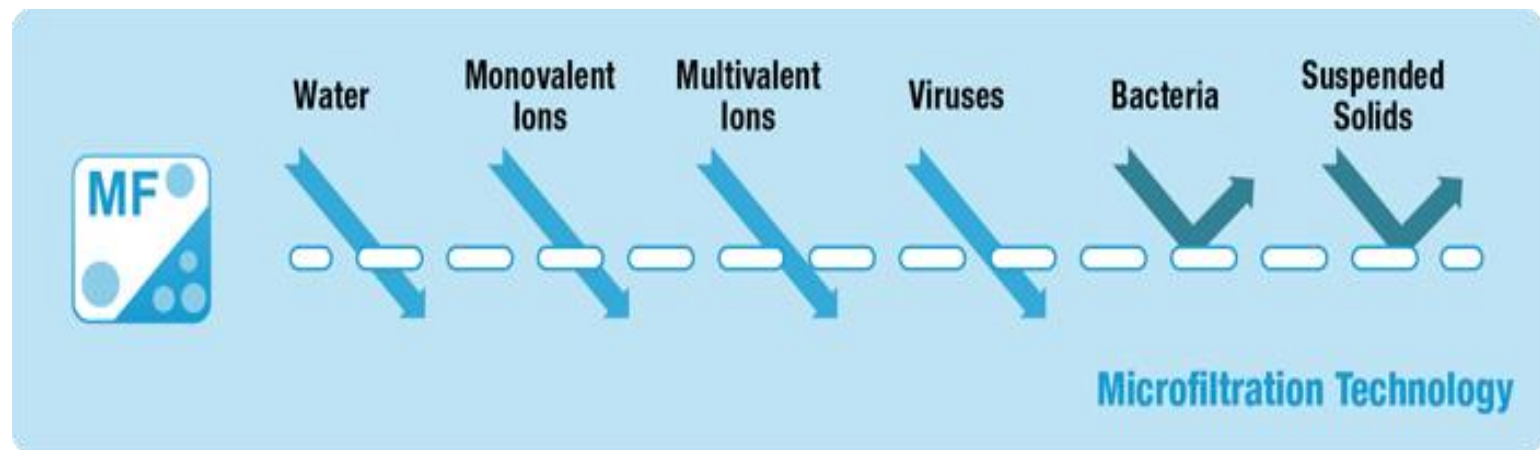 Water
Monovalent
Ions
Multivalent
Ions
Viruses
Bacteria
Suspended
Solids
MF
Microfiltration Technology